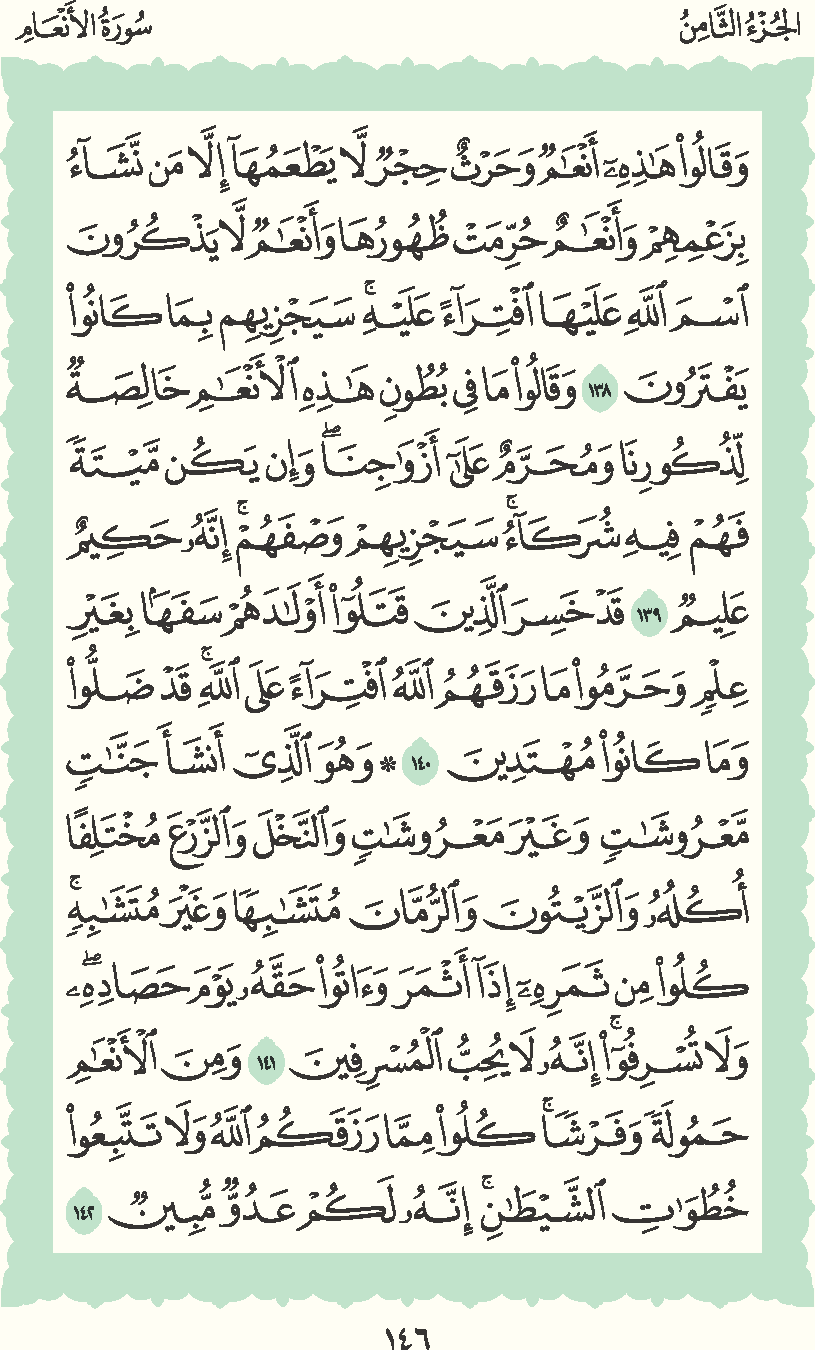 الجُزْءُ الثَّامِنُ
سُورَةُ الأَنْعَامِ
وَقَالُوا۟ هَـٰذِهِۦٓ أَنْعَـٰمٌ وَحَرْثٌ حِجْرٌ لَّا يَطْعَمُهَآ إِلَّا مَن نَّشَآءُ
بِزَعْمِهِمْ وَأَنْعَـٰمٌ حُرِّمَتْ ظُهُورُهَا وَأَنْعَـٰمٌ لَّا يَذْكُرُونَ
ٱسْمَ ٱللَّهِ عَلَيْهَا ٱفْتِرَآءً عَلَيْهِ ۚ سَيَجْزِيهِم بِمَا كَانُوا۟
يَفْتَرُونَ ١٣٨ وَقَالُوا۟ مَا فِى بُطُونِ هَـٰذِهِ ٱلْأَنْعَـٰمِ خَالِصَةٌ
لِّذُكُورِنَا وَمُحَرَّمٌ عَلَىٰٓ أَزْوَٰجِنَا ۖ وَإِن يَكُن مَّيْتَةً
فَهُمْ فِيهِ شُرَكَآءُ ۚ سَيَجْزِيهِمْ وَصْفَهُمْ ۚ إِنَّهُۥ حَكِيمٌ
عَلِيمٌ ١٣٩ قَدْ خَسِرَ ٱلَّذِينَ قَتَلُوٓا۟ أَوْلَـٰدَهُمْ سَفَهًۢا بِغَيْرِ
عِلْمٍ وَحَرَّمُوا۟ مَا رَزَقَهُمُ ٱللَّهُ ٱفْتِرَآءً عَلَى ٱللَّهِ ۚ قَدْ ضَلُّوا۟
وَمَا كَانُوا۟ مُهْتَدِينَ ١٤٠ * وَهُوَ ٱلَّذِىٓ أَنشَأَ جَنَّـٰتٍ
مَّعْرُوشَـٰتٍ وَغَيْرَ مَعْرُوشَـٰتٍ وَٱلنَّخْلَ وَٱلزَّرْعَ مُخْتَلِفًا
أُكُلُهُۥ وَٱلزَّيْتُونَ وَٱلرُّمَّانَ مُتَشَـٰبِهًا وَغَيْرَ مُتَشَـٰبِهٍ ۚ
كُلُوا۟ مِن ثَمَرِهِۦٓ إِذَآ أَثْمَرَ وَءَاتُوا۟ حَقَّهُۥ يَوْمَ حَصَادِهِۦ ۖ
وَلَا تُسْرِفُوٓا۟ ۚ إِنَّهُۥ لَا يُحِبُّ ٱلْمُسْرِفِينَ ١٤١ وَمِنَ ٱلْأَنْعَـٰمِ
حَمُولَةً وَفَرْشًا ۚ كُلُوا۟ مِمَّا رَزَقَكُمُ ٱللَّهُ وَلَا تَتَّبِعُوا۟
خُطُوَٰتِ ٱلشَّيْطَـٰنِ ۚ إِنَّهُۥ لَكُمْ عَدُوٌّ مُّبِينٌ ١٤٢
١٤٦